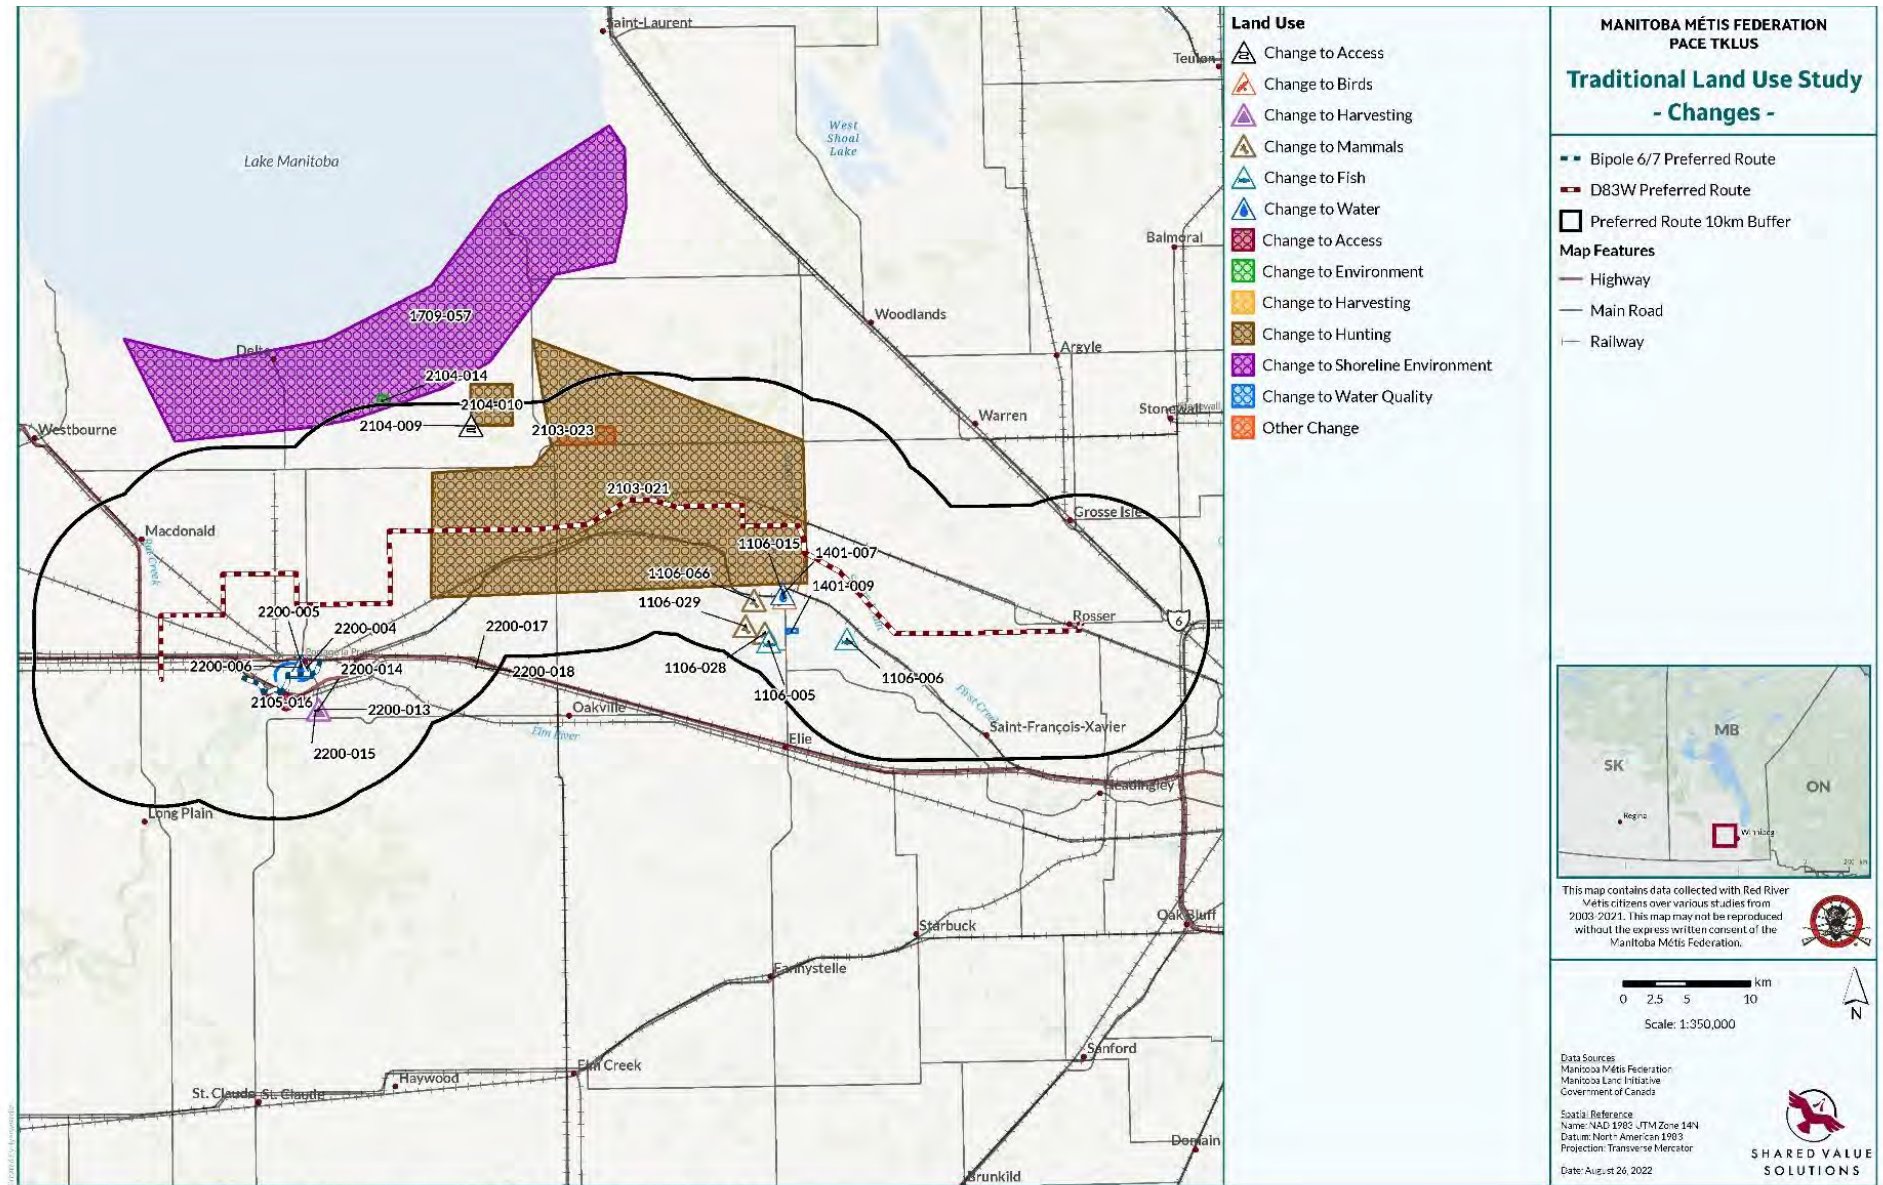 Saint-Laurent
Teulon
West
Shoal
Lake
Lake Manitoba
Balmoral
1709-057
Woodlands
Argyle
Delta
2104-014
2104-010
2104-009
2103-023
Warren
Stonewall
Westbourne
2103-021
Grosse Isle
Macdonald
1106-015
1401-007
1106-066
1401-009
1106-029
Rosser
6
2200-005
2200-004
2200-017
2200-006
2200-014
2200-018
1106-028
1106-006
2105-016
2200-013
1106-005
Oakville
First Creek
Elm River
Saint-François-Xavier
Elie
2200-015
Headingley
Long Plain
Oak Bluff
Starbuck
Fannystelle
Sanford
Elm Creek
Haywood
St. Claude
St. Claude
Domain
Brunkild
Land Use
Change to Access
Change to Birds
Change to Harvesting
Change to Mammals
Change to Fish
Change to Water
Change to Access
Change to Environment
Change to Harvesting
Change to Hunting
Change to Shoreline Environment
Change to Water Quality
Other Change
MANITOBA MÉTIS FEDERATION
PACE TKLUS
Traditional Land Use Study
- Changes -
Bipole 6/7 Preferred Route
D83W Preferred Route
Preferred Route 10km Buffer
Map Features
Highway
Main Road
Railway
MB
SK
ON
Regina
Winnipeg
This map contains data collected with Red River
Métis citizens over various studies from
2003-2021. This map may not be reproduced
without the express written consent of the
Manitoba Métis Federation.
km
0 2.5 5 10
Scale: 1:350,000
N
Data Sources
Manitoba Métis Federation
Manitoba Land Initiative
Government of Canada
Spatial Reference
Name: NAD 1983 UTM Zone 14N
Datum: North American 1983
Projection: Transverse Mercator
Date: August 26, 2022
SHARED VALUE
SOLUTIONS